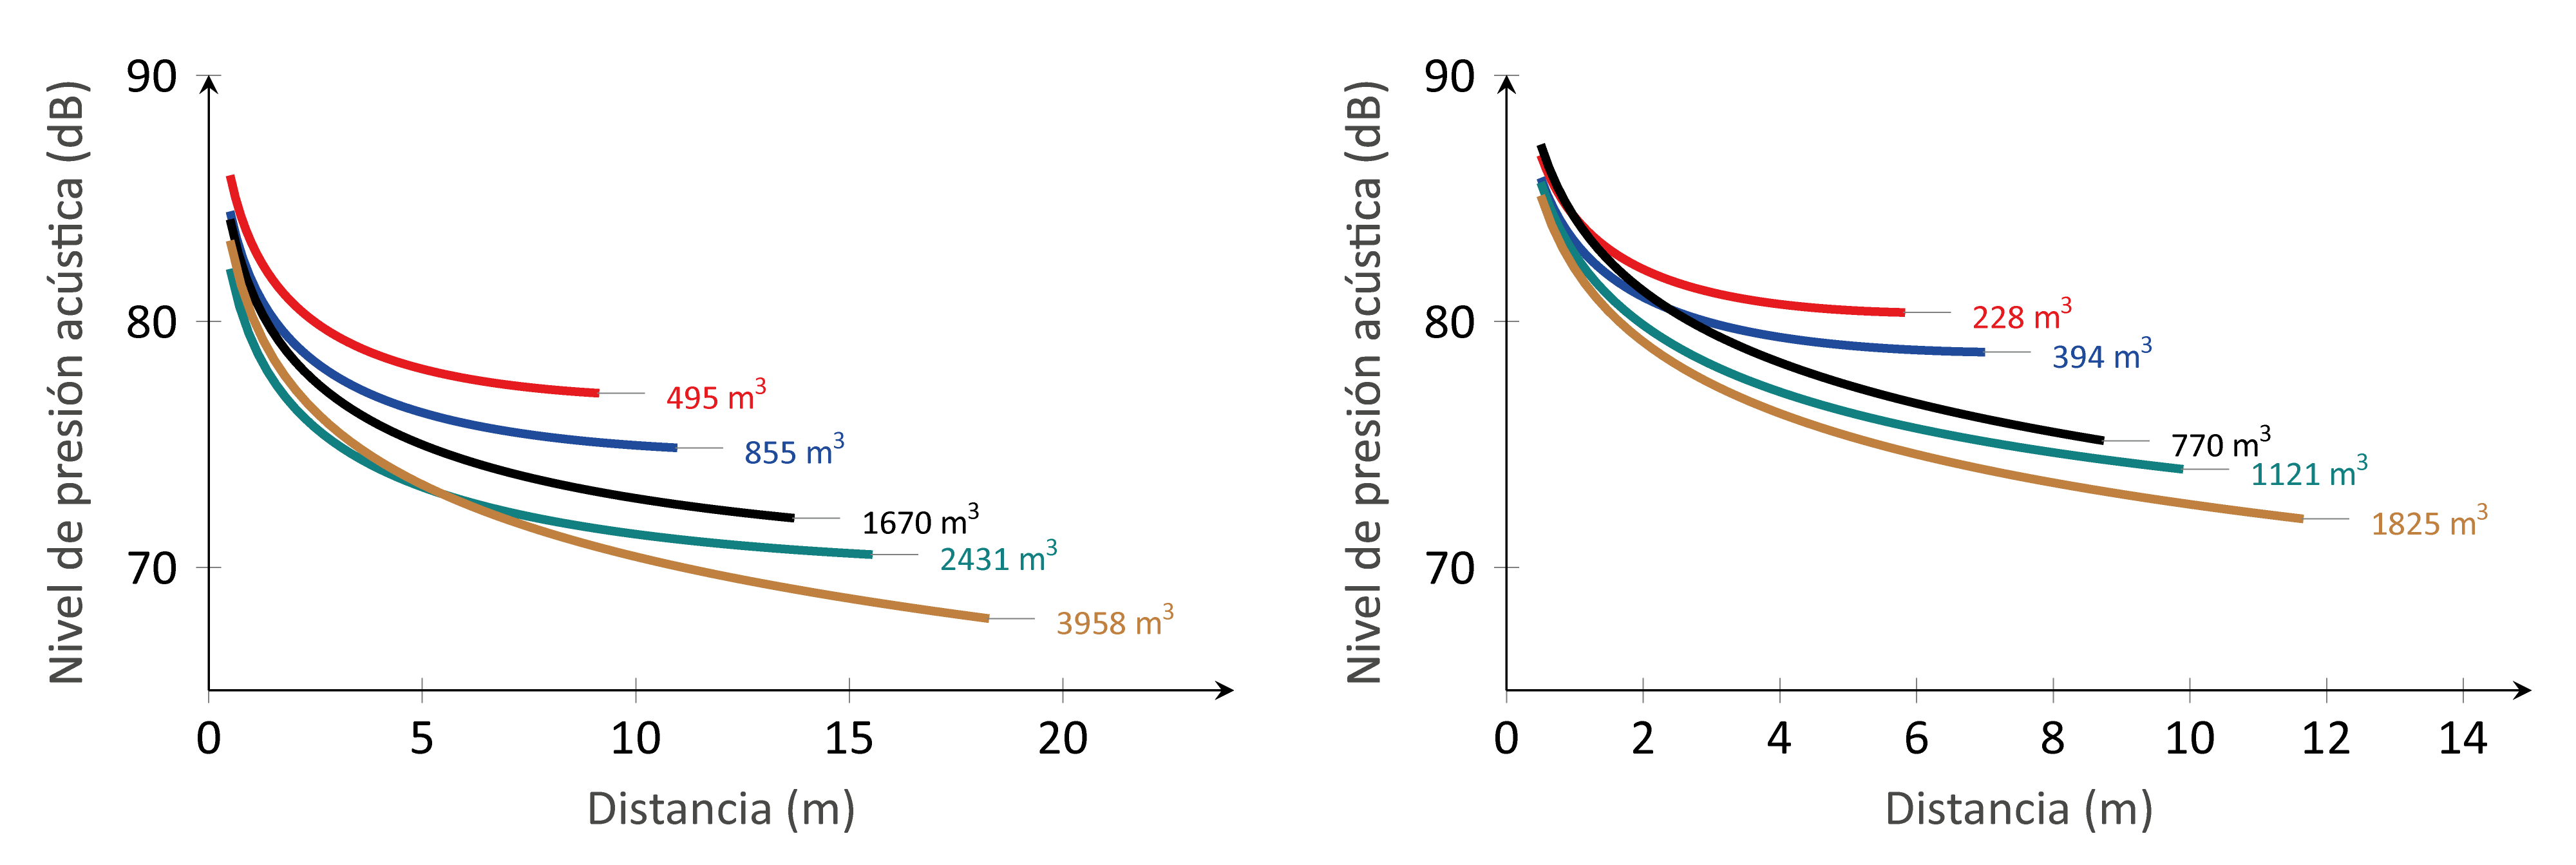 Nivel de presión acústica (dB)
90
80
70
495 m³
855 m³
1670 m³
2431 m³
3958 m³
0 5 10 15 20
Distancia (m)
Nivel de presión acústica (dB)
90
80
70
228 m³
394 m³
770 m³
1121 m³
1825 m³
0 2 4 6 8 10 12 14
Distancia (m)